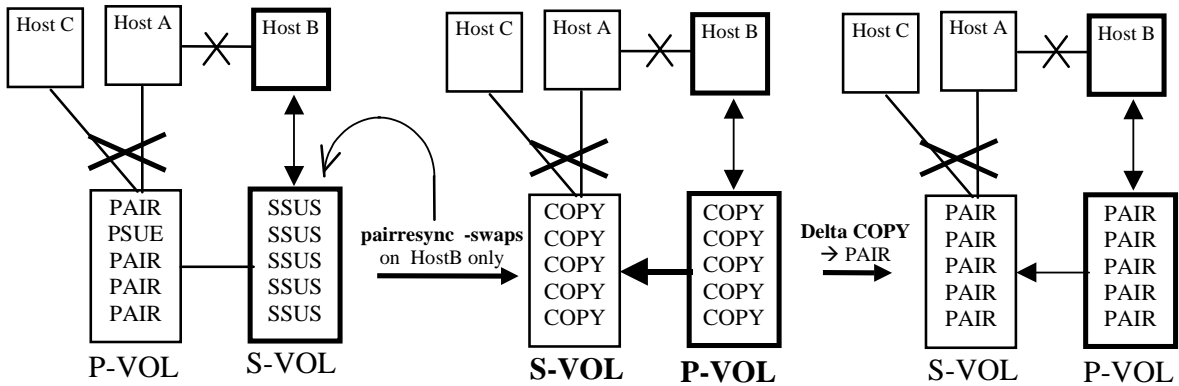 Host C
Host A
Host B
PAIR
PSUE
PAIR
PAIR
PAIR
P-VOL
SSUS
SSUS
SSUS
SSUS
SSUS
S-VOL
pairresync -swaps
on HostB only
Host C
Host A
Host B
COPY
COPY
COPY
COPY
COPY
S-VOL
COPY
COPY
COPY
COPY
COPY
P-VOL
Delta COPY
→ PAIR
Host C
Host A
Host B
PAIR
PAIR
PAIR
PAIR
PAIR
S-VOL
PAIR
PAIR
PAIR
PAIR
PAIR
P-VOL